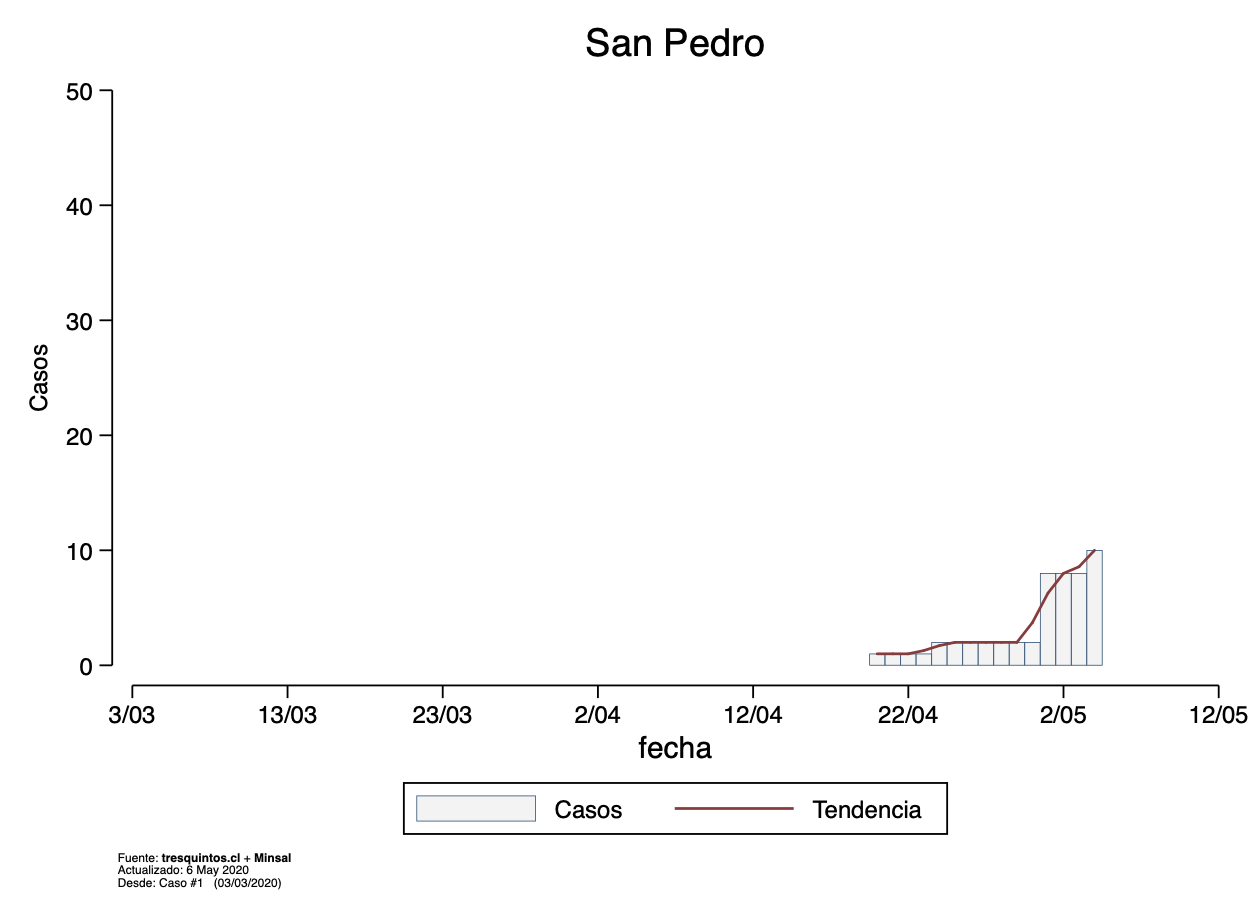 San Pedro
50
40
30
20
10
0
Casos
3/03 13/03 23/03 2/04 12/04 22/04 2/05 12/05
fecha
Casos Tendencia
Fuente: tresquintos.cl + Minsal
Actualizado: 6 May 2020
Desde: Caso #1 (03/03/2020)